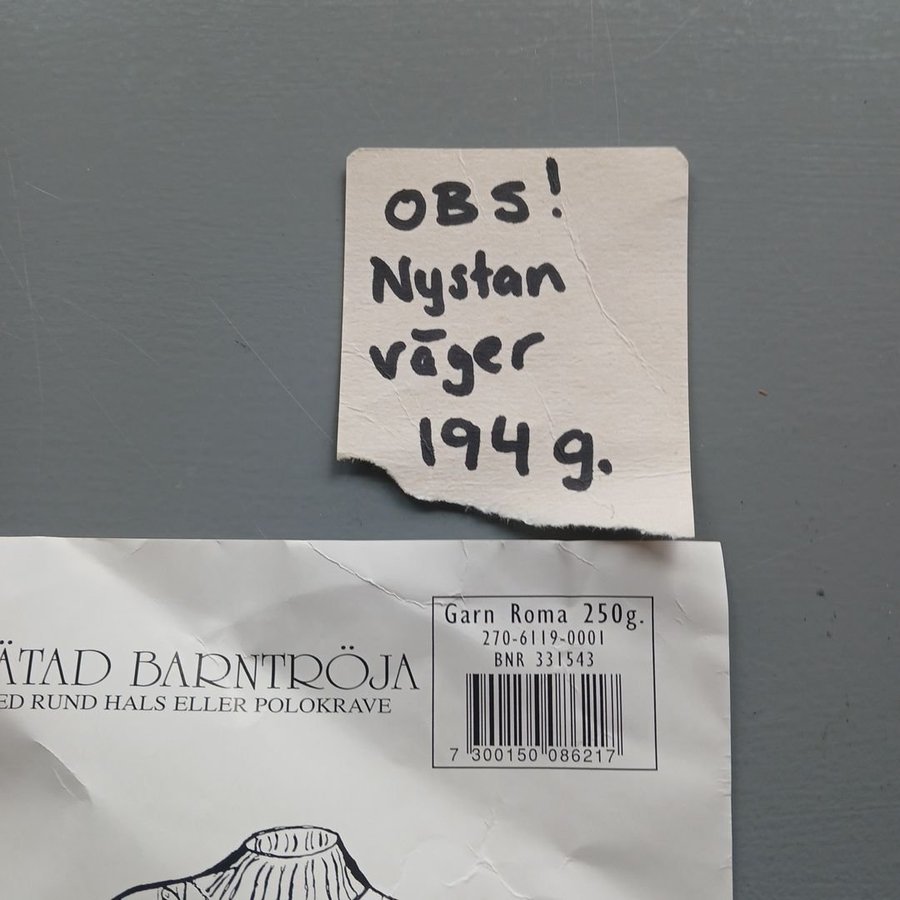 OBS!
Nystan
väger
194 g.
Garn Roma 250g.
270-6119-0001
BNR 331543
7 300150 086217
ÄTAD BARNTRÖJA
ED RUND HALS ELLER POLOKRAVE